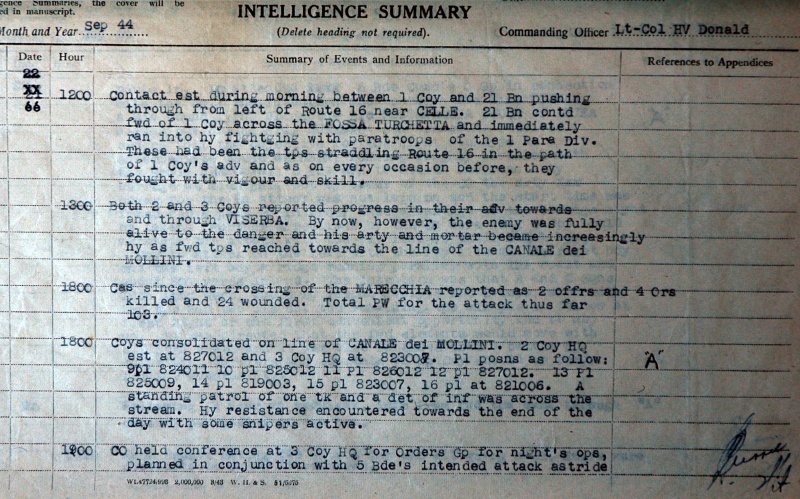 gence Summaries, the cover will be
ed in manuscript.
INTELLIGENCE SUMMARY
Month and Year Sep 44
(Delete heading not required).
Commanding Officer Lt-Col HV Donald
Date Hour Summary of Events and Information References to Appendices
22
XX
66
1200 Contact est during morning between 1 Coy and 21 Bn pushing
through from left of Route 16 near CELLE. 21 Bn contd
fwd of 1 Coy across the FOSSA TURCHETTA and immediately
ran into hy fightging with paratroops of the 1 Para Div.
These had been the tps straddling Route 16 in the path
of 1 Coy's adv and as on every occasion before, they
fought with vigour and skill.
1300 Both 2 and 3 Coys reported progress in their adv towards
and through VISERBA. By now, however, the enemy was fully
alive to the danger and his arty and mortar became increasingly
hy as fwd tps reached towards the line of the CANALE dei
MOLLINI.
1800 Cas since the crossing of the MARECCHIA reported as 2 offrs and 4 Ors
killed and 24 wounded. Total PW for the attack thus far
103.
1800 Coys consolidated on line of CANALE dei MOLLINI. 2 Coy HQ
est at 827012 and 3 Coy HQ at 823007. Pl posns as follow: "A"
9pl 824011 10 pl 825012 11 pl 826012 12 pl 827012. 13 Pl
825009, 14 pl 819003, 15 pl 823007, 16 pl at 821006. A
standing patrol of one tk and a det of inf was across the
stream. Hy resistance encountered towards the end of the
day with some snipers active.
1900 CO held conference at 3 Coy HQ for Orders Gp for night's ops,
planned in conjunction with 5 Bde's intended attack astride
2,000,000 8/43 W. H. & S. 51/6375